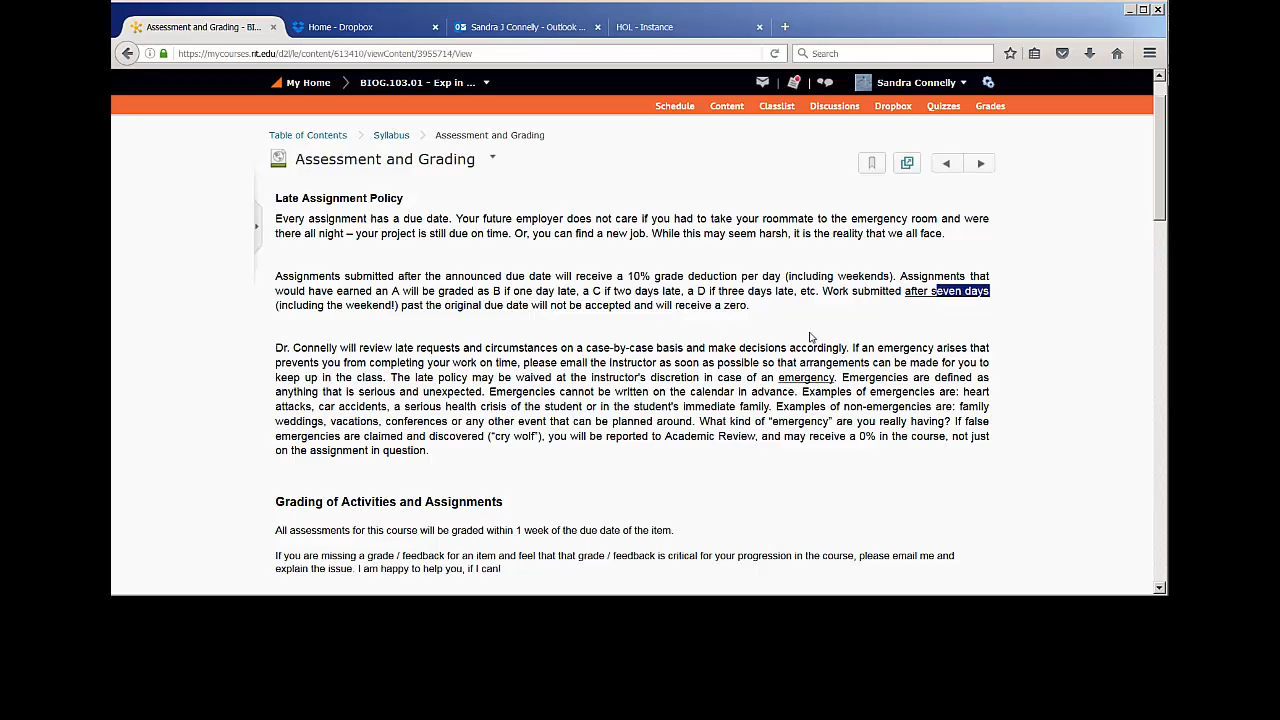 Assessment and Grading - BI...
Home - Dropbox
Sandra J Connelly - Outlook ...
HOL - Instance
https://mycourses.rit.edu/d2l/le/content/613410/viewContent/3955714/View
Search
My Home
BIOG.103.01 - Exp in ...
Sandra Connelly
Schedule Content Classlist Discussions Dropbox Quizzes Grades
Table of Contents > Syllabus > Assessment and Grading
Assessment and Grading
Late Assignment Policy
Every assignment has a due date. Your future employer does not care if you had to take your roommate to the emergency room and were
there all night – your project is still due on time. Or, you can find a new job. While this may seem harsh, it is the reality that we all face.
Assignments submitted after the announced due date will receive a 10% grade deduction per day (including weekends). Assignments that
would have earned an A will be graded as B if one day late, a C if two days late, a D if three days late, etc. Work submitted after seven days
(including the weekend!) past the original due date will not be accepted and will receive a zero.
Dr. Connelly will review late requests and circumstances on a case-by-case basis and make decisions accordingly. If an emergency arises that
prevents you from completing your work on time, please email the instructor as soon as possible so that arrangements can be made for you to
keep up in the class. The late policy may be waived at the instructor's discretion in case of an emergency. Emergencies are defined as
anything that is serious and unexpected. Emergencies cannot be written on the calendar in advance. Examples of emergencies are: heart
attacks, car accidents, a serious health crisis of the student or in the student's immediate family. Examples of non-emergencies are: family
weddings, vacations, conferences or any other event that can be planned around. What kind of “emergency” are you really having? If false
emergencies are claimed and discovered (“cry wolf”), you will be reported to Academic Review, and may receive a 0% in the course, not just
on the assignment in question.
Grading of Activities and Assignments
All assessments for this course will be graded within 1 week of the due date of the item.
If you are missing a grade / feedback for an item and feel that that grade / feedback is critical for your progression in the course, please email me and
explain the issue. I am happy to help you, if I can!